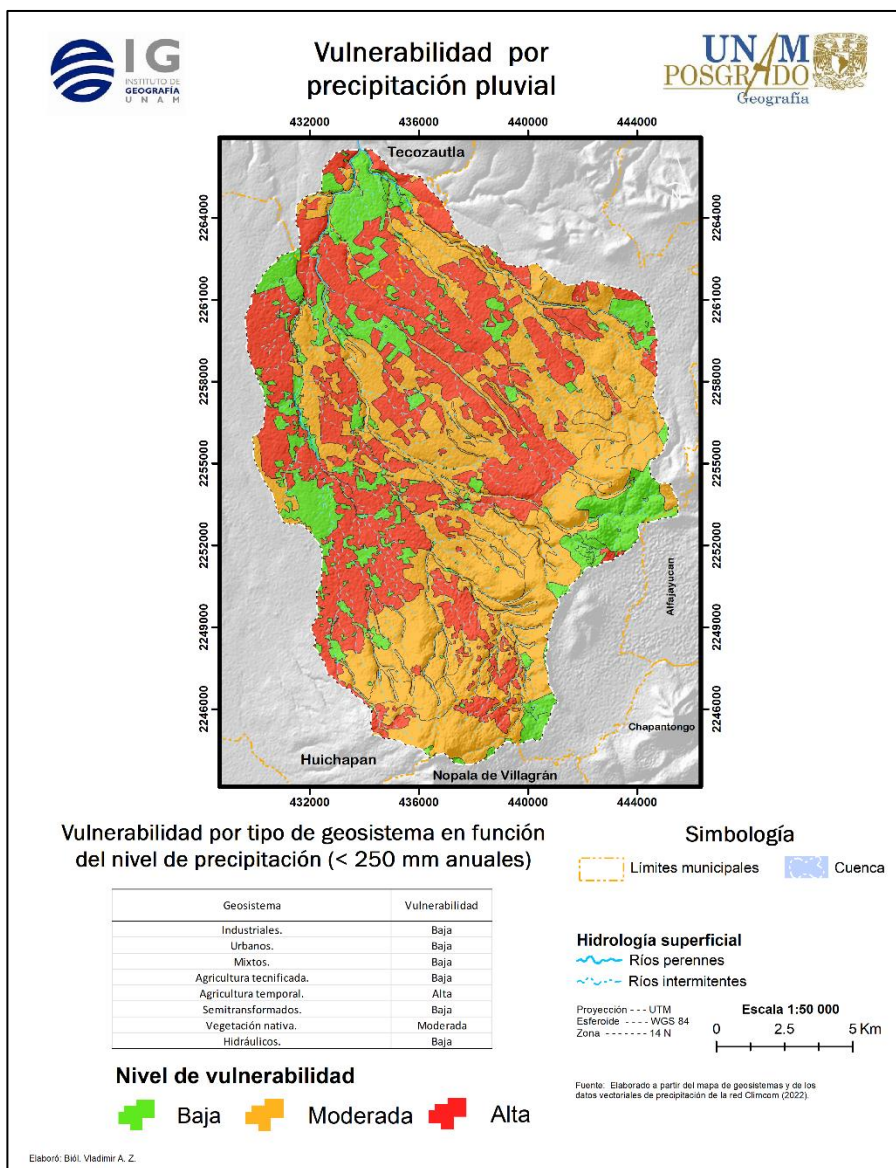 IG
INSTITUTO DE
GEOGRAFÍA
UNAM
Vulnerabilidad por
precipitación pluvial
UNAM
POSGRADO
Geografía
432000 436000 440000 444000
Tecozautla
2264000 2264000
2261000 2261000
2258000 2258000
2255000 2255000
2252000 2252000
Alfajayucan
2249000 2249000
2246000 2246000
Chapantongo
Huichapan
Nopala de Villagrán
432000 436000 440000 444000
Vulnerabilidad por tipo de geosistema en función
del nivel de precipitación (< 250 mm anuales)
Geosistema Vulnerabilidad
Industriales. Baja
Urbanos. Baja
Mixtos. Baja
Agricultura tecnificada. Baja
Agricultura temporal. Alta
Semitransformados. Baja
Vegetación nativa. Moderada
Hidráulicos. Baja
Nivel de vulnerabilidad
Baja Moderada Alta
Simbología
Límites municipales Cuenca
Hidrología superficial
Ríos perennes
Ríos intermitentes
Proyección - - - UTM
Esferoide - - - - WGS 84
Zona - - - - - - - 14 N
Escala 1:50 000
0 2.5 5 Km
Fuente: Elaborado a partir del mapa de geosistemas y de los
datos vectoriales de precipitación de la red Climcom (2022).
Elaboró: Biól. Vladimir A. Z.